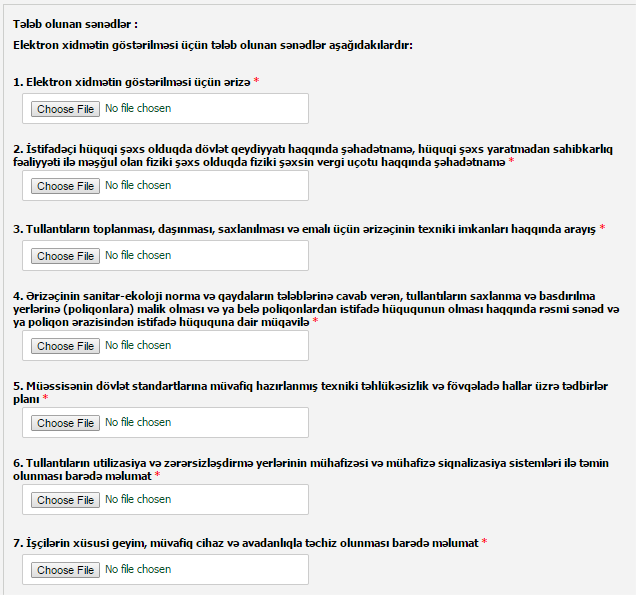 Tələb olunan sənədlər :
Elektron xidmətin göstərilməsi üçün tələb olunan sənədlər aşağıdakılardır:
1. Elektron xidmətin göstərilməsi üçün ərizə *
Choose File No file chosen
2. İstifadəçi hüquqi şəxs olduqda dövlət qeydiyyatı haqqında şəhadətnamə, hüquqi şəxs yaratmadan sahibkarlıq
fəaliyyəti ilə məşğul olan fiziki şəxs olduqda fiziki şəxsin vergi uçotu haqqında şəhadətnamə *
Choose File No file chosen
3. Tullantıların toplanması, daşınması, saxlanılması və emalı üçün ərizəçinin texniki imkanları haqqında arayış *
Choose File No file chosen
4. Ərizəçinin sanitar-ekoloji norma və qaydaların tələblərinə cavab verən, tullantıların saxlanma və basdırılma
yerlərinə (poliqonlara) malik olması və ya belə poliqonlardan istifadə hüququnun olması haqqında rəsmi sənəd və
ya poliqon ərazisindən istifadə hüququna dair müqavilə *
Choose File No file chosen
5. Müəssisənin dövlət standartlarına müvafiq hazırlanmış texniki təhlükəsizlik və fövqəladə hallar üzrə tədbirlər
planı *
Choose File No file chosen
6. Tullantıların utilizasiya və zərərsizləşdirmə yerlərinin mühafizəsi və mühafizə siqnalizasiya sistemləri ilə təmin
olunması barədə məlumat *
Choose File No file chosen
7. İşçilərin xüsusi geyim, müvafiq cihaz və avadanlıqla təchiz olunması barədə məlumat *
Choose File No file chosen